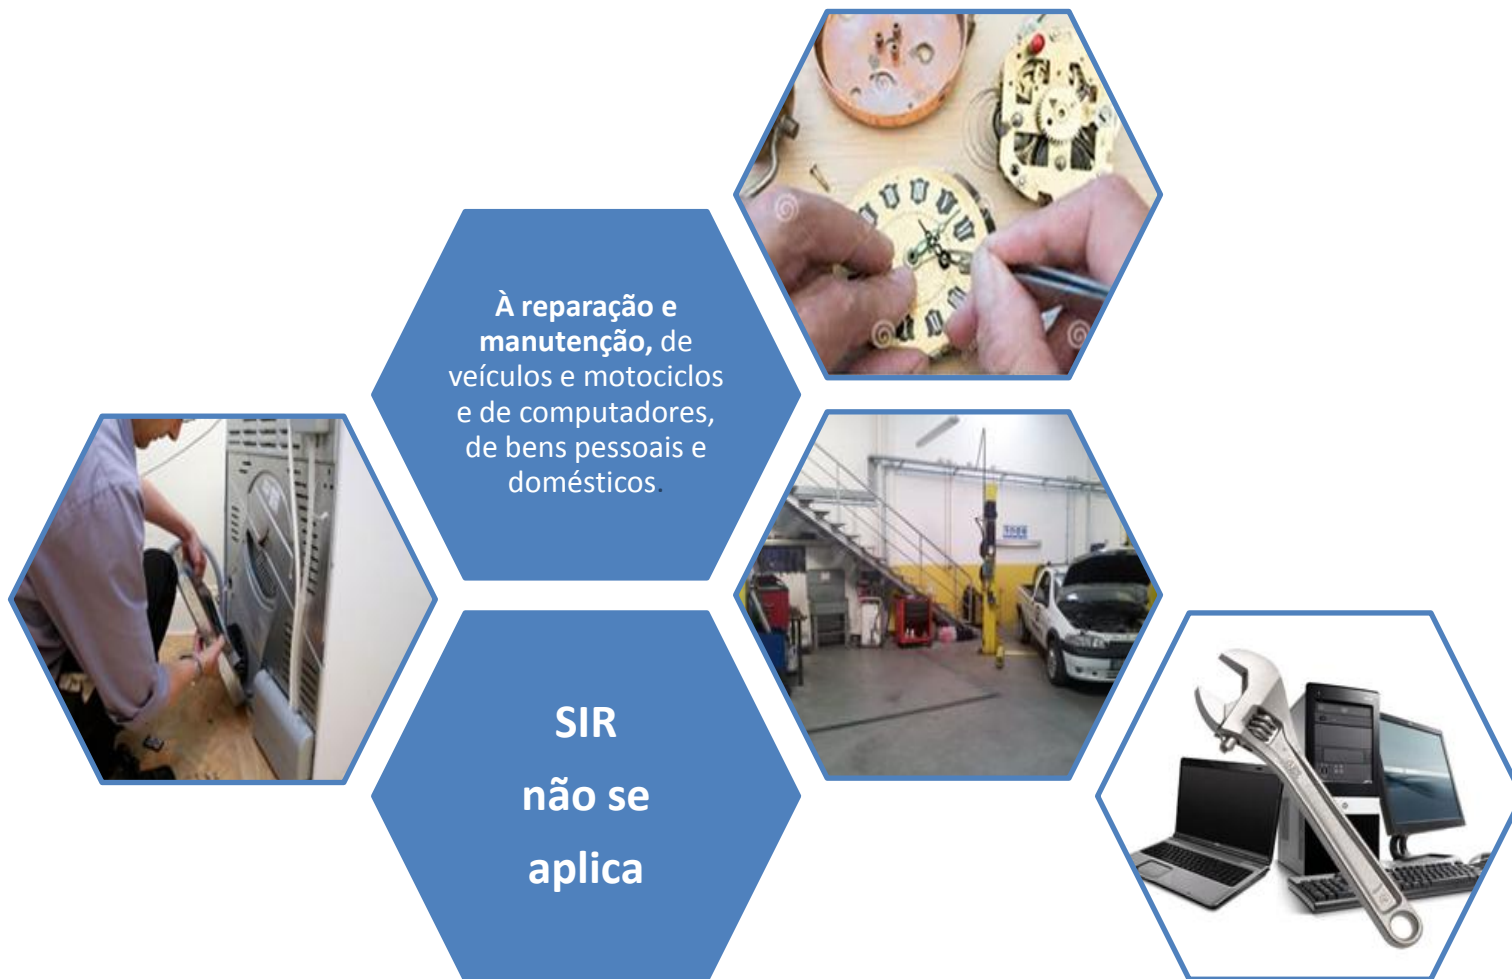 À reparação e
manutenção, de
veículos e motociclos
e de computadores,
de bens pessoais e
domésticos.
SIR
não se
aplica